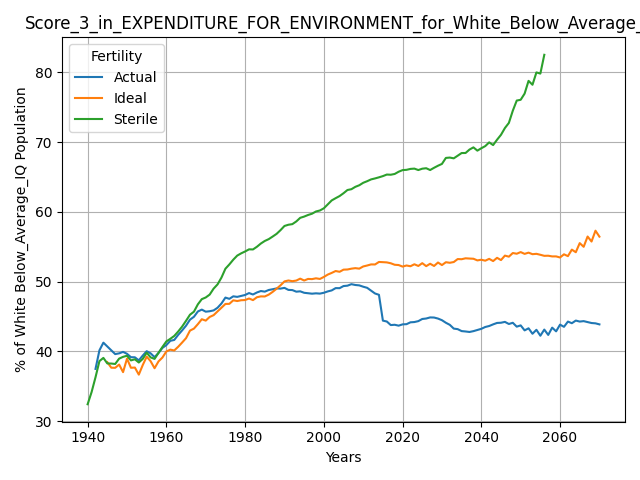 Score_3_in_EXPENDITURE_FOR_ENVIRONMENT_for_White_Below_Average_
Fertility
Actual
Ideal
Sterile
% of White Below_Average_IQ Population
80
70
60
50
40
30
1940 1960 1980 2000 2020 2040 2060
Years